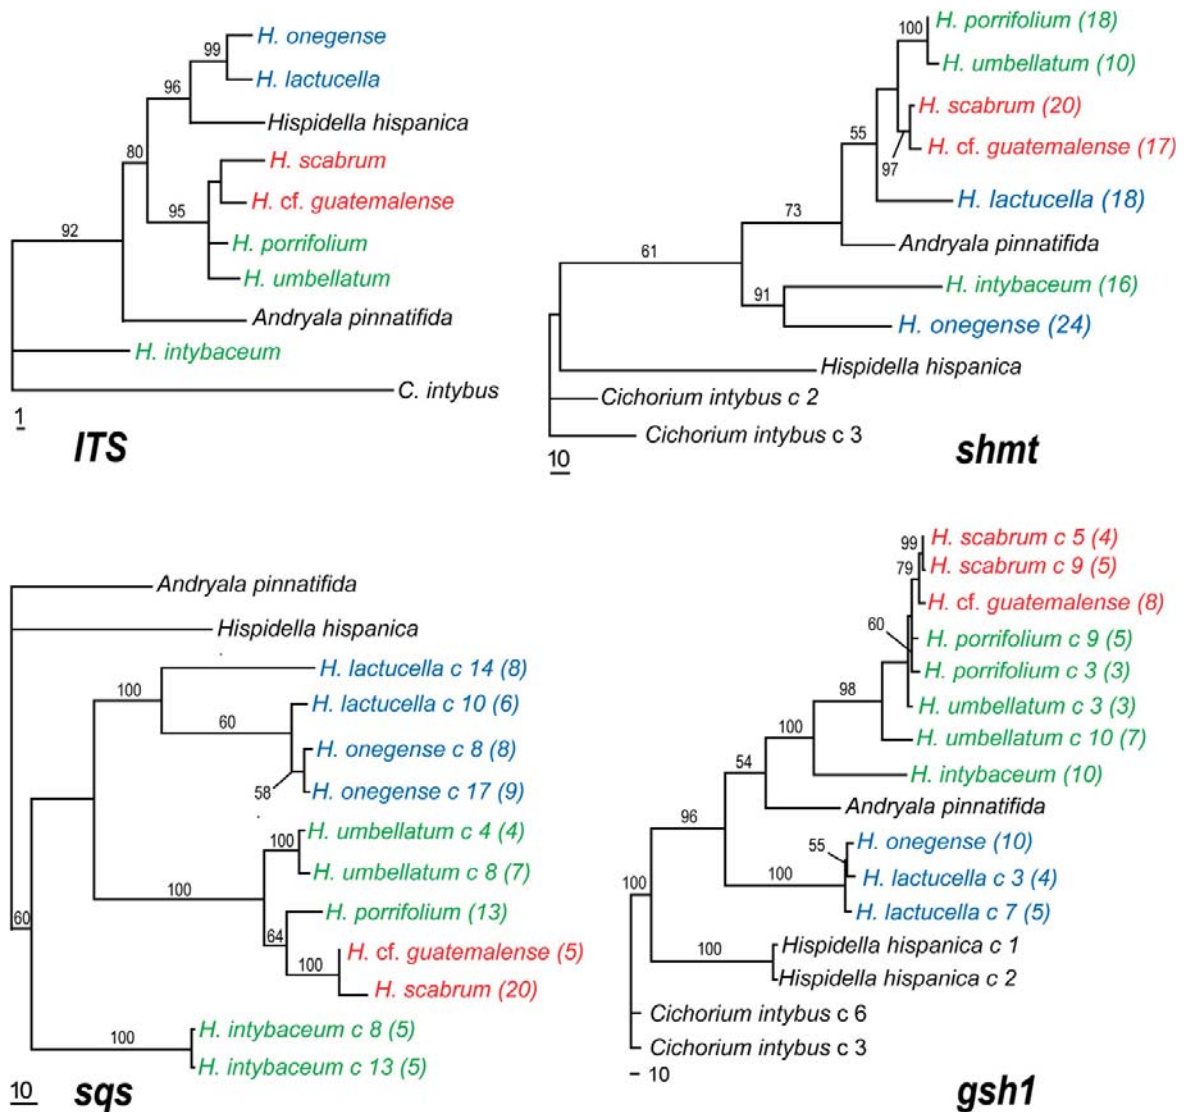 99
H. onegense
H. lactucella
96
Hispidella hispanica
80
H. scabrum
H. cf. guatemalense
95
H. porrifolium
92
H. umbellatum
Andryala pinnatifida
H. intybaceum
C. intybus
1
ITS
100
H. porrifolium (18)
H. umbellatum (10)
H. scabrum (20)
55
H. cf. guatemalense (17)
97
H. lactucella (18)
73
Andryala pinnatifida
61
H. intybaceum (16)
91
H. onegense (24)
Hispidella hispanica
Cichorium intybus c 2
Cichorium intybus c 3
10
shmt
Andryala pinnatifida
Hispidella hispanica
H. lactucella c 14 (8)
100
H. lactucella c 10 (6)
60
H. onegense c 8 (8)
58
H. onegense c 17 (9)
H. umbellatum c 4 (4)
100
H. umbellatum c 8 (7)
100
H. porrifolium (13)
60
64
H. cf. guatemalense (5)
100
H. scabrum (20)
H. intybaceum c 8 (5)
100
H. intybaceum c 13 (5)
10
sqs
99
H. scabrum c 5 (4)
79
H. scabrum c 9 (5)
H. cf. guatemalense (8)
60
H. porrifolium c 9 (5)
H. porrifolium c 3 (3)
98
H. umbellatum c 3 (3)
100
H. umbellatum c 10 (7)
54
H. intybaceum (10)
Andryala pinnatifida
96
55
H. onegense (10)
100
H. lactucella c 3 (4)
100
H. lactucella c 7 (5)
100
Hispidella hispanica c 1
Hispidella hispanica c 2
Cichorium intybus c 6
Cichorium intybus c 3
10
gsh1